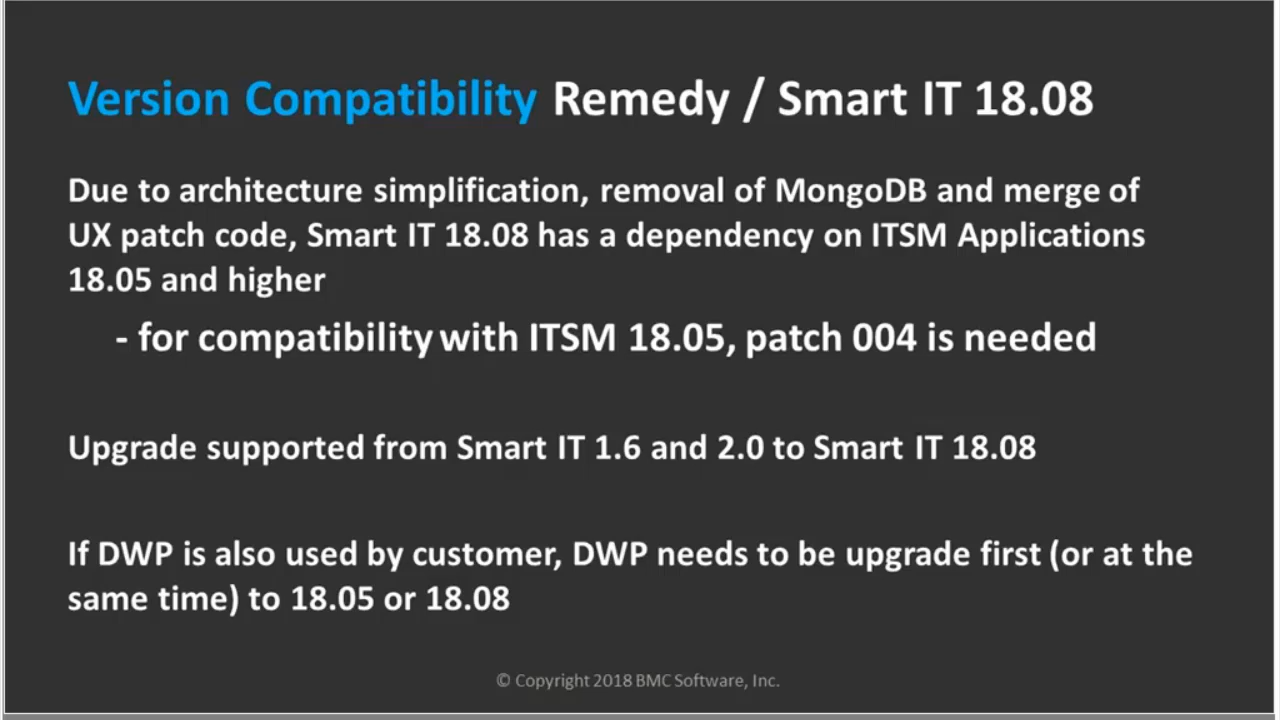 Version Compatibility Remedy / Smart IT 18.08
Due to architecture simplification, removal of MongoDB and merge of
UX patch code, Smart IT 18.08 has a dependency on ITSM Applications
18.05 and higher
- for compatibility with ITSM 18.05, patch 004 is needed
Upgrade supported from Smart IT 1.6 and 2.0 to Smart IT 18.08
If DWP is also used by customer, DWP needs to be upgrade first (or at the
same time) to 18.05 or 18.08
© Copyright 2018 BMC Software, Inc.